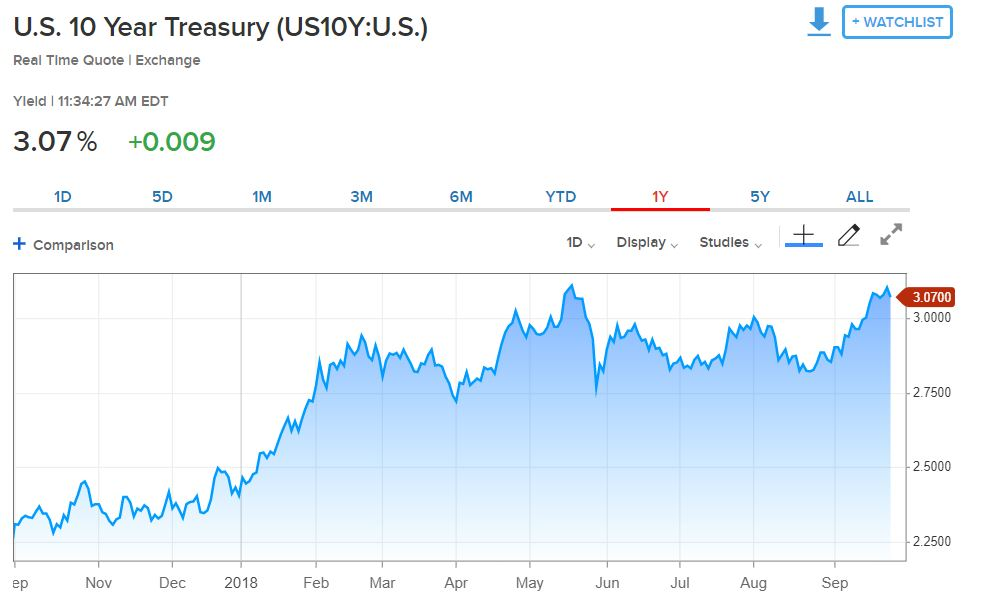 U.S. 10 Year Treasury (US10Y:U.S.)
+ WATCHLIST
Real Time Quote | Exchange
Yield | 11:34:27 AM EDT
3.07% +0.009
1D 5D 1M 3M 6M YTD 1Y 5Y ALL
+ Comparison
1D Display Studies
3.0700
3.0000
2.7500
2.5000
2.2500
ep Nov Dec 2018 Feb Mar Apr May Jun Jul Aug Sep